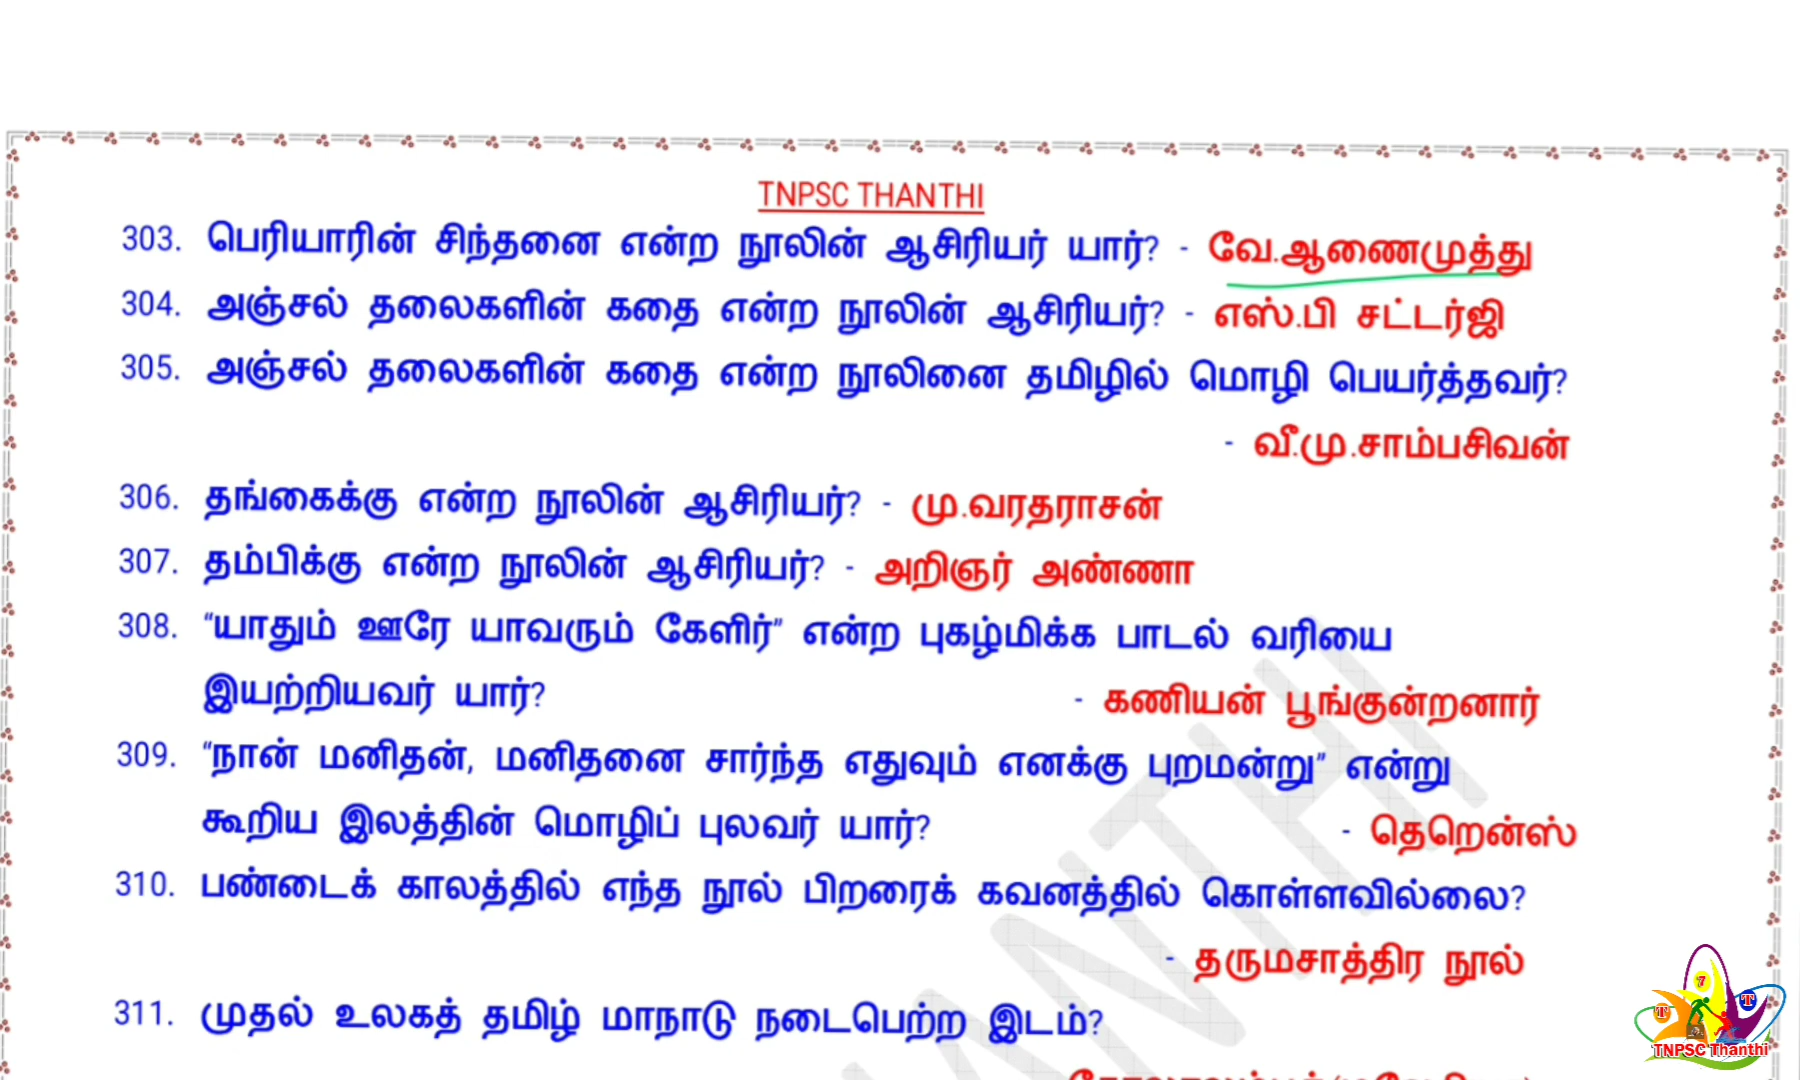 TNPSC THANTHI
303. பெரியாரின் சிந்தனை என்ற நூலின் ஆசிரியர் யார்? - வே.ஆணைமுத்து
304. அஞ்சல் தலைகளின் கதை என்ற நூலின் ஆசிரியர்? - எஸ்.பி சட்டர்ஜி
305. அஞ்சல் தலைகளின் கதை என்ற நூலினை தமிழில் மொழி பெயர்த்தவர்?
- வீ.மு.சாம்பசிவன்
306. தங்கைக்கு என்ற நூலின் ஆசிரியர்? - மு.வரதராசன்
307. தம்பிக்கு என்ற நூலின் ஆசிரியர்? - அறிஞர் அண்ணா
308. “யாதும் ஊரே யாவரும் கேளிர்” என்ற புகழ்மிக்க பாடல் வரியை
இயற்றியவர் யார்? - கணியன் பூங்குன்றனார்
309. “நான் மனிதன், மனிதனை சார்ந்த எதுவும் எனக்கு புறமன்று” என்று
கூறிய இலத்தின் மொழிப் புலவர் யார்? - தெறென்ஸ்
310. பண்டைக் காலத்தில் எந்த நூல் பிறரைக் கவனத்தில் கொள்ளவில்லை?
- தருமசாத்திர நூல்
311. முதல் உலகத் தமிழ் மாநாடு நடைபெற்ற இடம்?
T 7 T
TNPSC Thanthi